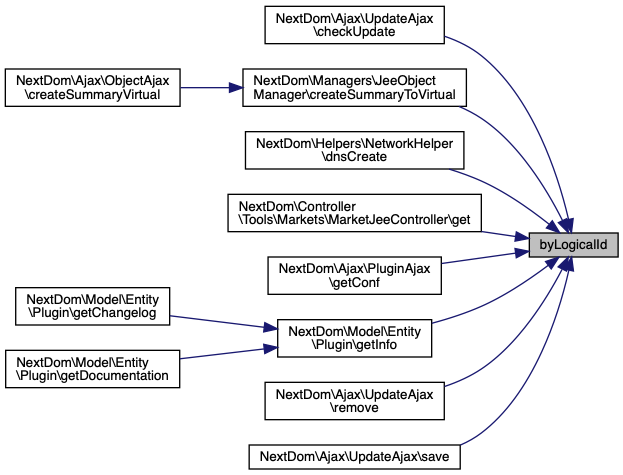 NextDom\Ajax\UpdateAjax
\checkUpdate
NextDom\Ajax\ObjectAjax
\createSummaryVirtual
NextDom\Managers\JeeObject
Manager\createSummaryToVirtual
NextDom\Helpers\NetworkHelper
\dnsCreate
NextDom\Controller
\Tools\Markets\MarketJeeController\get
byLogicalId
NextDom\Ajax\PluginAjax
\getConf
NextDom\Model\Entity
\Plugin\getChangelog
NextDom\Model\Entity
\Plugin\getInfo
NextDom\Model\Entity
\Plugin\getDocumentation
NextDom\Ajax\UpdateAjax
\remove
NextDom\Ajax\UpdateAjax\save